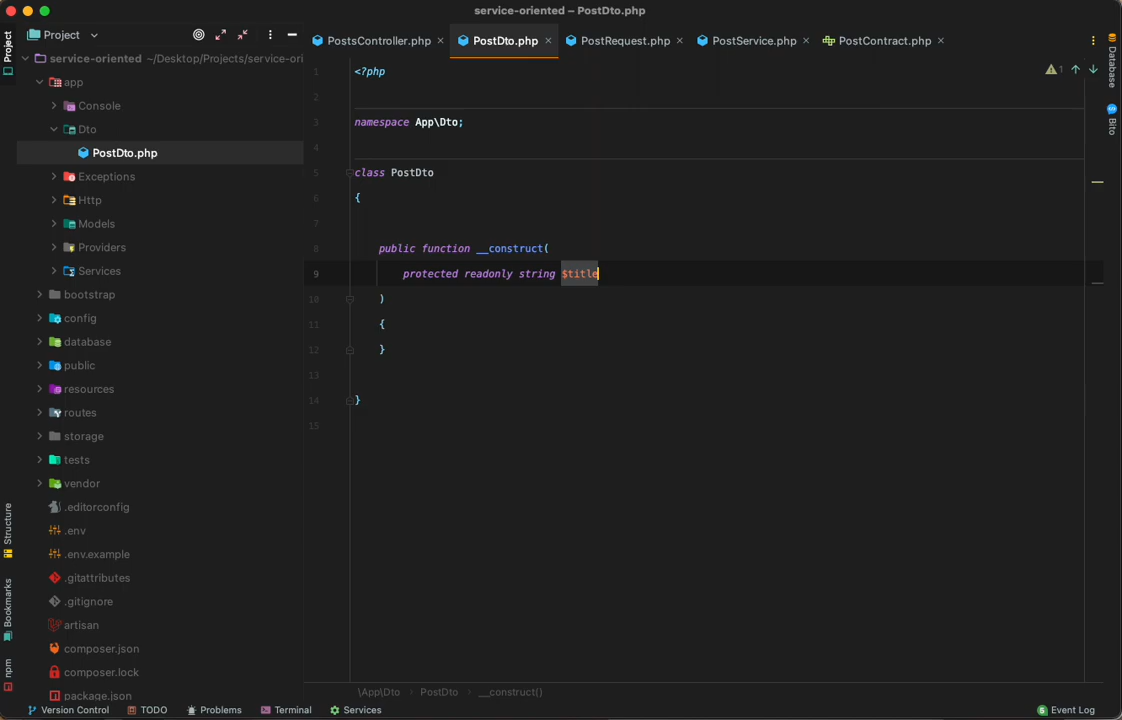 service-oriented – PostDto.php
Project
PostsController.php
PostDto.php
PostRequest.php
PostService.php
PostContract.php
Project
Structure
Bookmarks
npm
service-oriented ~/Desktop/Projects/service-ori
app
Console
Dto
PostDto.php
Exceptions
Http
Models
Providers
Services
bootstrap
config
database
public
resources
routes
storage
tests
vendor
.editorconfig
.env
.env.example
.gitattributes
.gitignore
artisan
composer.json
composer.lock
package.json
1 <?php
2
3 namespace App\Dto;
4
5 class PostDto
6 {
7
8 public function __construct(
9 protected readonly string $title
10 )
11 {
12 }
13
14 }
15
1
Database
Bito
\App\Dto › PostDto › __construct()
Version Control TODO Problems Terminal Services 5 Event Log